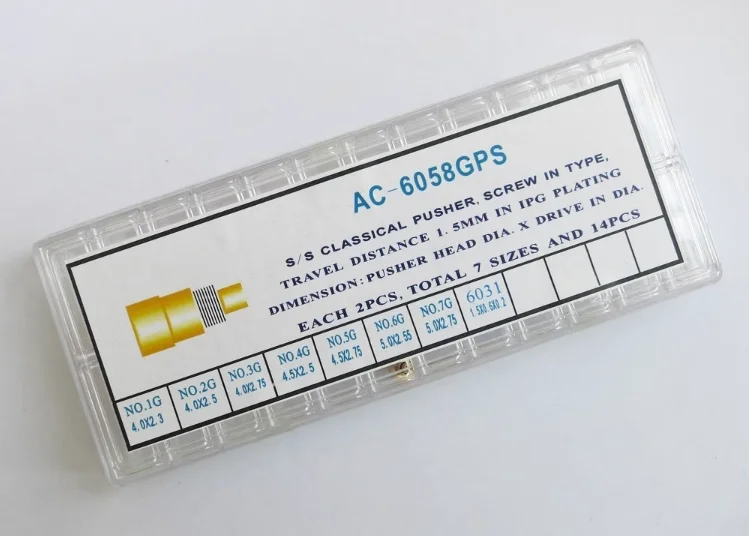 AC-6058GPS
S/S CLASSICAL PUSHER, SCREW IN TYPE,
TRAVEL DISTANCE 1.5MM IN IPG PLATING
DIMENSION: PUSHER HEAD DIA. X DRIVE IN DIA.
EACH 2PCS, TOTAL 7 SIZES AND 14PCS
NO.1G
4.0X2.3
NO.2G
4.0X2.5
NO.3G
4.0X2.75
NO.4G
4.5X2.5
NO.5G
4.5X2.75
NO.6G
5.0X2.55
NO.7G
5.0X2.75
6031
1.5X0.6X0.2